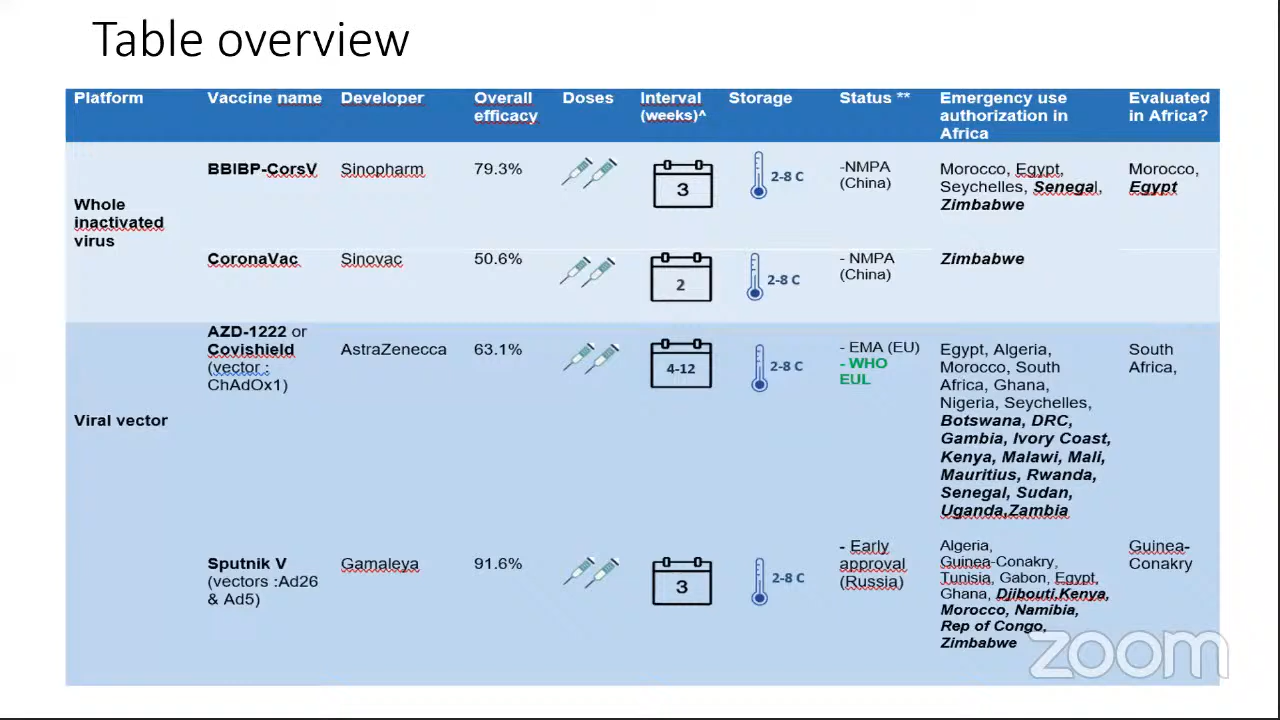 Table overview
Platform
Vaccine name
Developer
Overall
efficacy
Doses
Interval
(weeks)^
Storage
Status **
Emergency use
authorization in
Africa
Evaluated
in Africa?
Whole
inactivated
virus
BBIBP-CorsV
Sinopharm
79.3%
3
2-8 C
-NMPA
(China)
Morocco, Egypt,
Seychelles, Senegal,
Zimbabwe
Morocco,
Egypt
CoronaVac
Sinovac
50.6%
2
2-8 C
- NMPA
(China)
Zimbabwe
Viral vector
AZD-1222 or
Covishield
(vector :
ChAdOx1)
AstraZenecca
63.1%
4-12
2-8 C
- EMA (EU)
- WHO
EUL
Egypt, Algeria,
Morocco, South
Africa, Ghana,
Nigeria, Seychelles,
Botswana, DRC,
Gambia, Ivory Coast,
Kenya, Malawi, Mali,
Mauritius, Rwanda,
Senegal, Sudan,
Uganda,Zambia
South
Africa,
Sputnik V
(vectors :Ad26
& Ad5)
Gamaleya
91.6%
3
2-8 C
- Early
approval
(Russia)
Algeria,
Guinea-Conakry,
Tunisia, Gabon, Egypt,
Ghana, Djibouti,Kenya,
Morocco, Namibia,
Rep of Congo,
Zimbabwe
Guinea-
Conakry
zoom